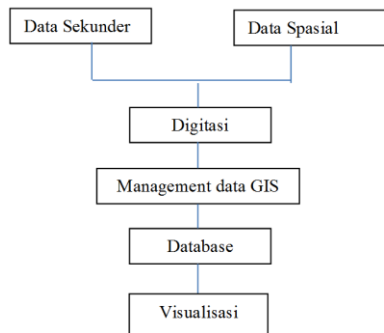 Data Sekunder
Data Spasial
Digitasi
Management data GIS
Database
Visualisasi